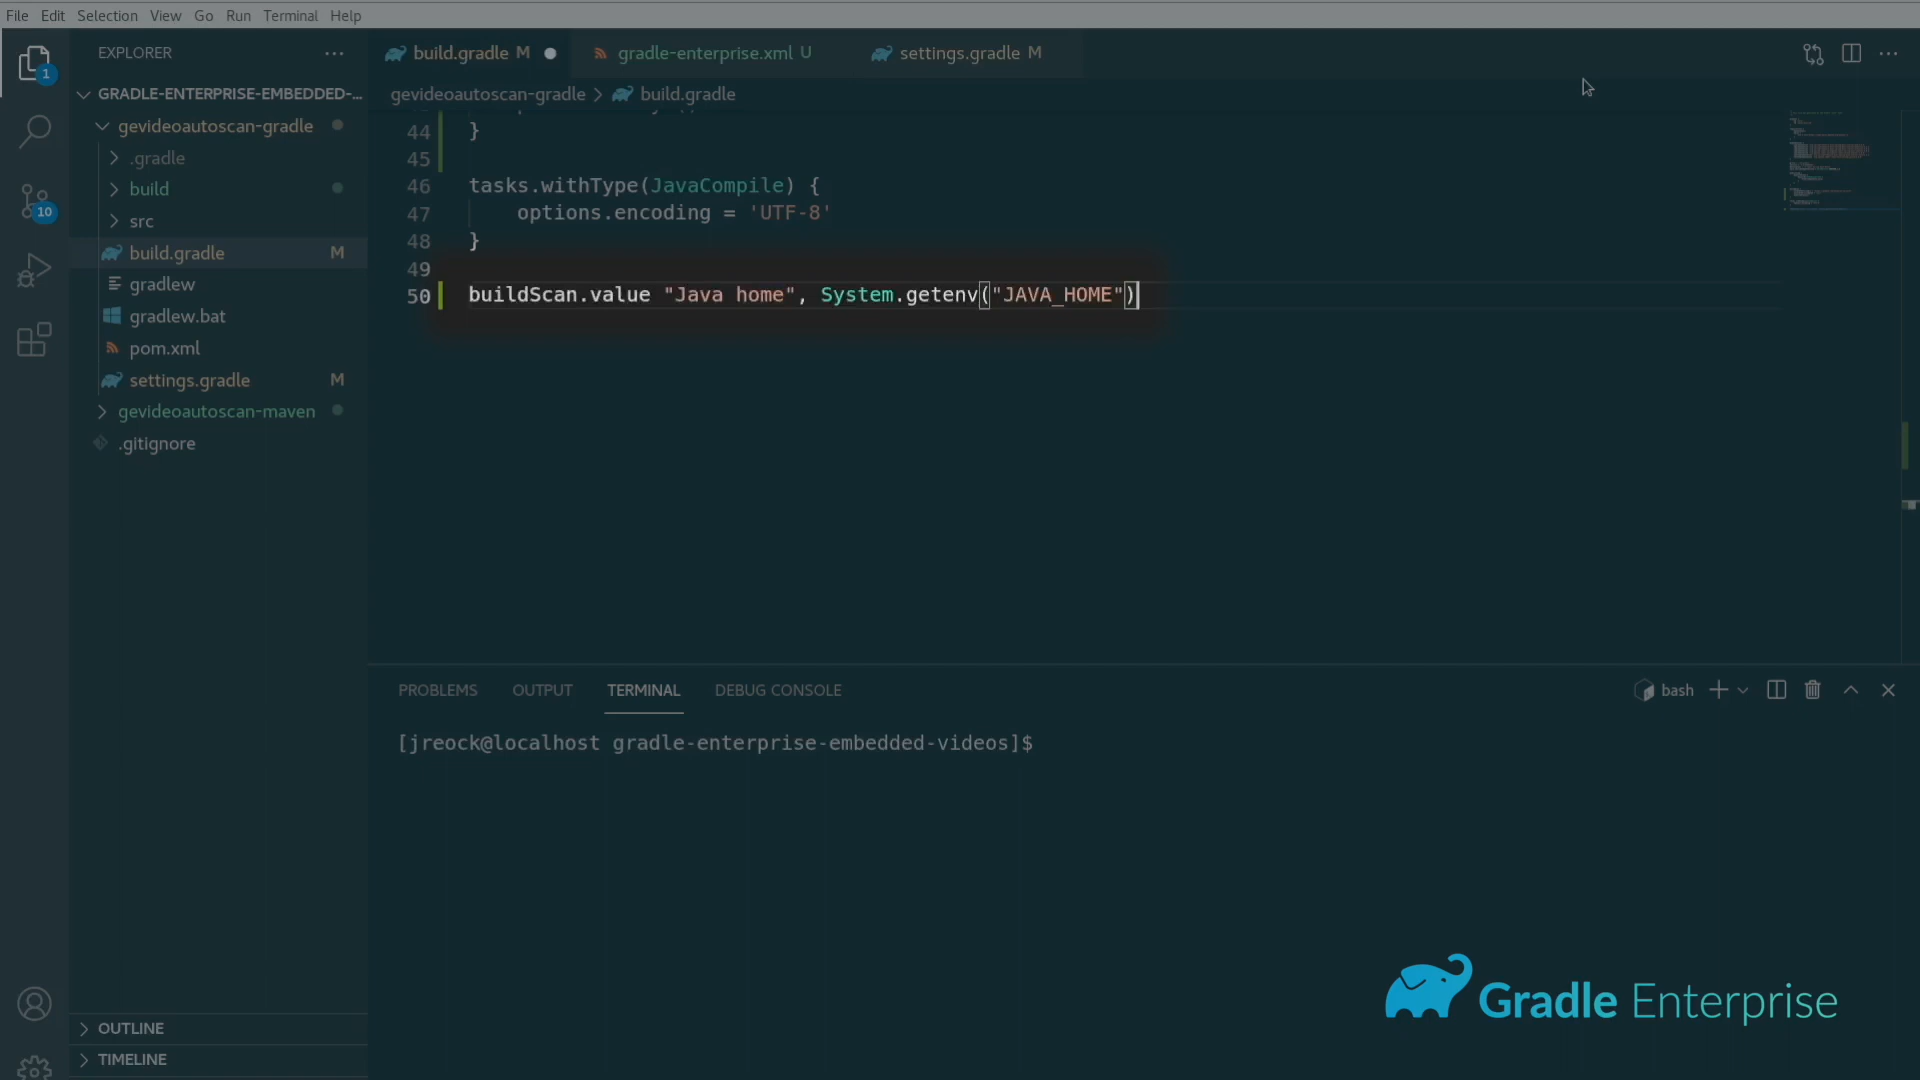 File Edit Selection View Go Run Terminal Help
EXPLORER
build.gradle M
gradle-enterprise.xml U
settings.gradle M
1
GRADLE-ENTERPRISE-EMBEDDED-...
gevideoautoscan-gradle > build.gradle
gevideoautoscan-gradle
.gradle
build
src
build.gradle M
gradlew
gradlew.bat
pom.xml
settings.gradle M
gevideoautoscan-maven
.gitignore
10
44 }
45
46 tasks.withType(JavaCompile) {
47 options.encoding = 'UTF-8'
48 }
49
50 buildScan.value "Java home", System.getenv("JAVA_HOME")
PROBLEMS OUTPUT TERMINAL DEBUG CONSOLE
bash
[jreock@localhost gradle-enterprise-embedded-videos]$
Gradle Enterprise
OUTLINE
TIMELINE